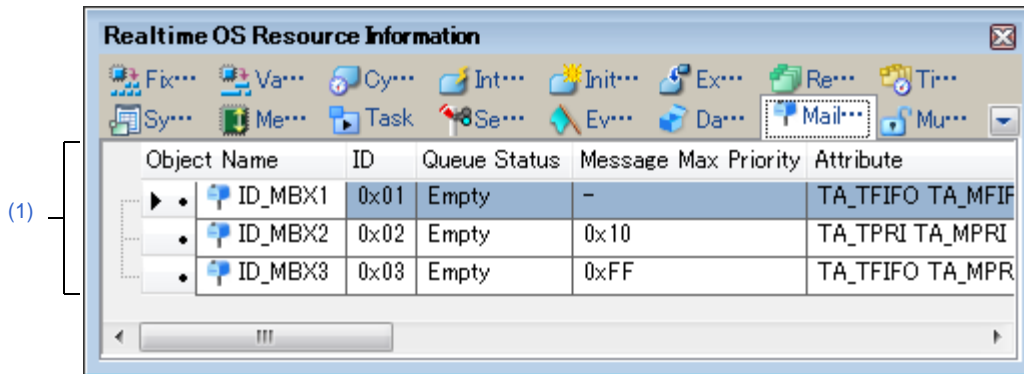 Realtime OS Resource Information
Fix··· Va··· Cy··· Int··· Init··· Ex··· Re··· Ti···
Sy··· Me··· Task Se··· Ev··· Da··· Mail··· Mu···
Object Name ID Queue Status Message Max Priority Attribute
(1)
ID_MBX1 0x01 Empty - TA_TFIFO TA_MFIF
ID_MBX2 0x02 Empty 0x10 TA_TPRI TA_MPRI
ID_MBX3 0x03 Empty 0xFF TA_TFIFO TA_MPR